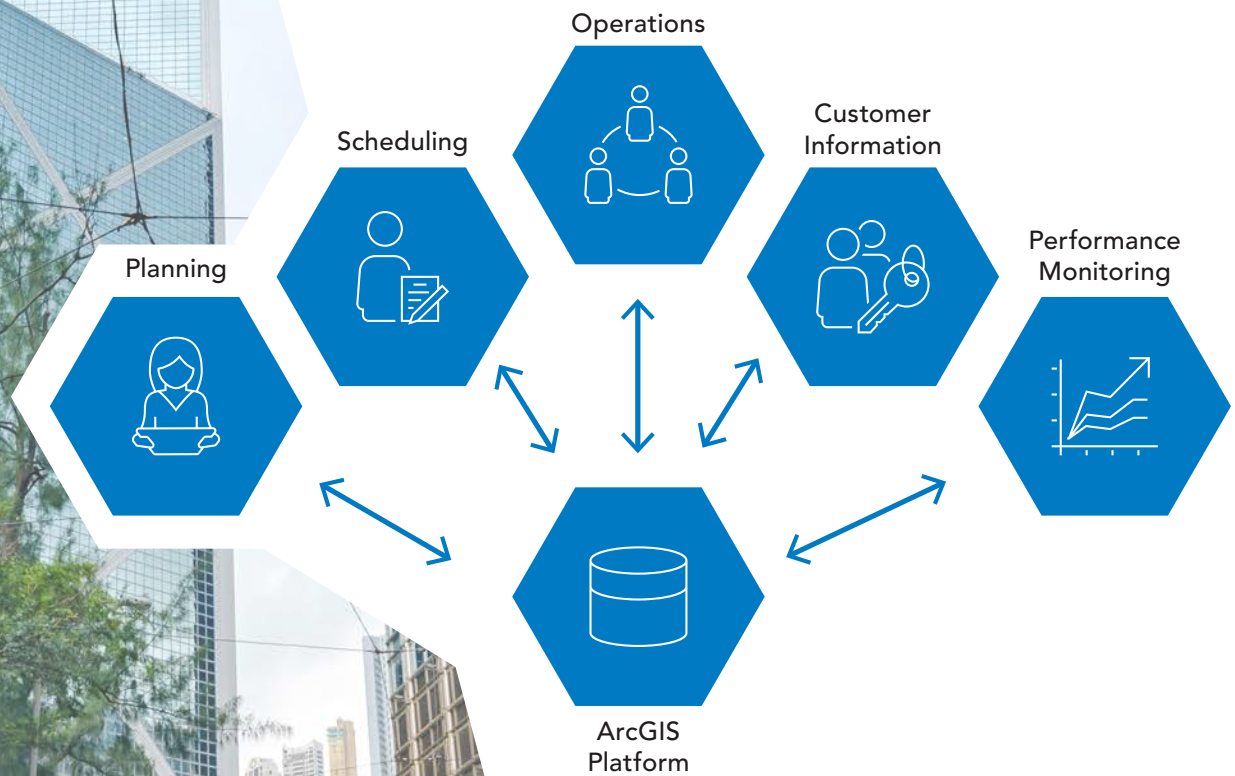 Operations
Scheduling
Customer
Information
Planning
Performance
Monitoring
ArcGIS
Platform